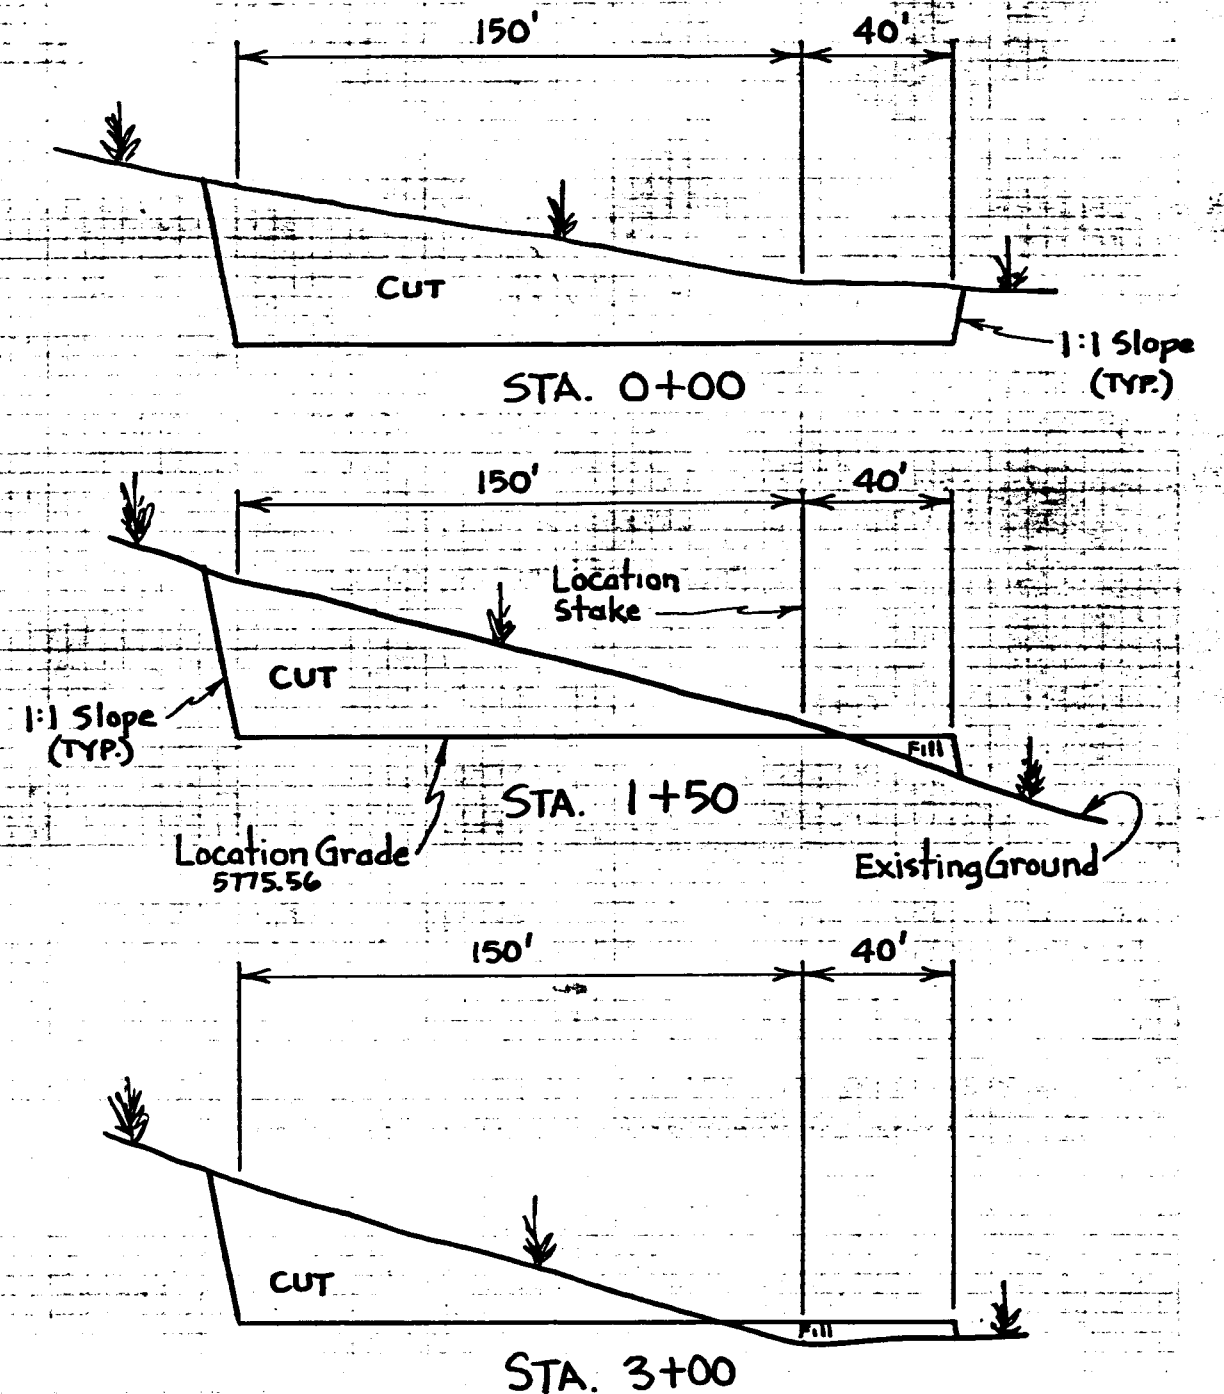 150'
40'
CUT
1:1 Slope
(TYP.)
STA. 0+00
150'
40'
Location
Stake
CUT
1:1 Slope
(TYP.)
Fill
STA. 1+50
Location Grade
5775.56
Existing Ground
150'
40'
CUT
Fill
STA. 3+00